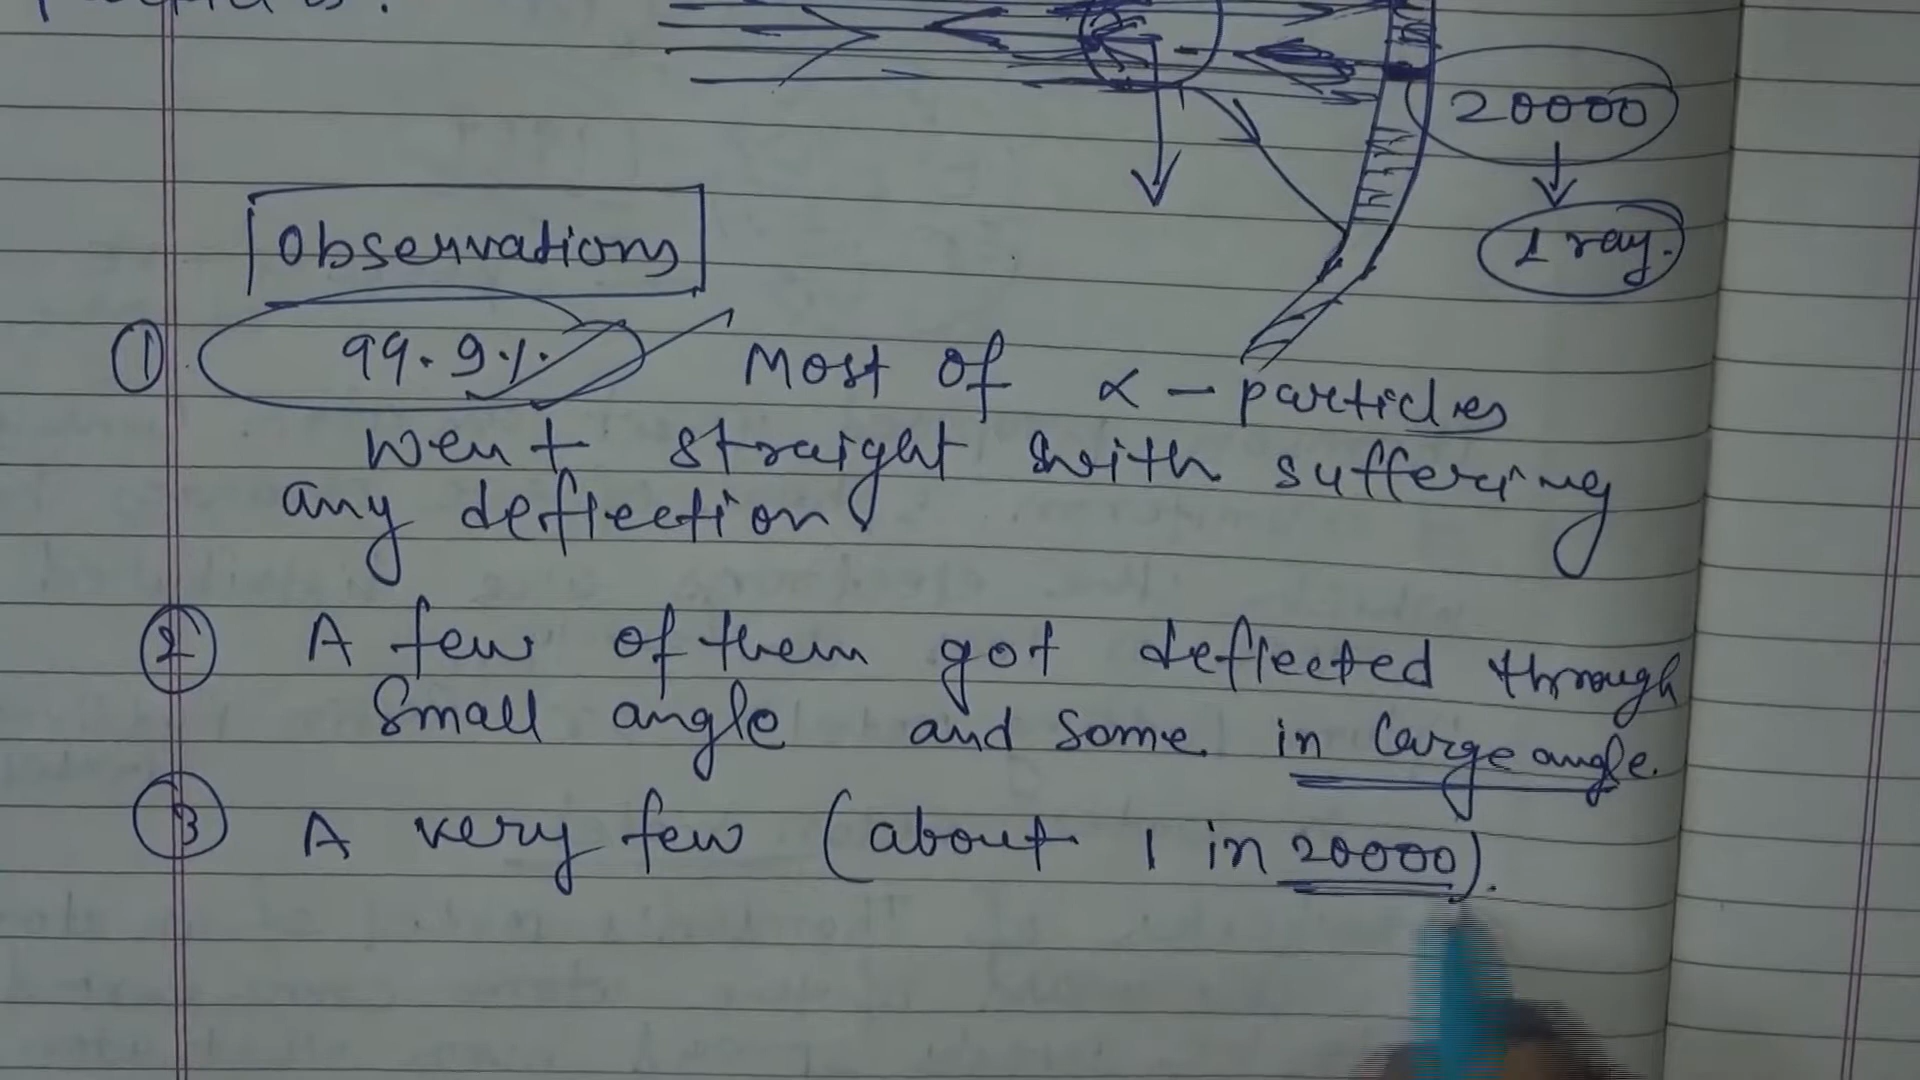 20000
1 ray.
Observations
① 99.9%. Most of α - particles
went straight with suffering
any deflection
② A few of them got deflected through
small angle and some in large angle.
③ A very few (about 1 in 20000).